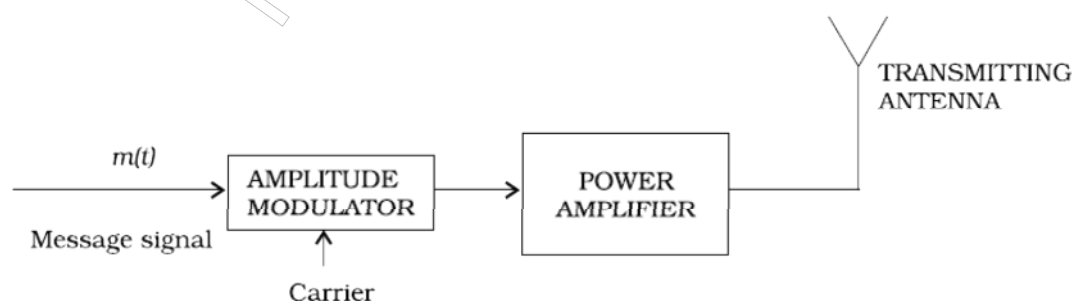 TRANSMITTING
ANTENNA
m(t)
AMPLITUDE
MODULATOR
POWER
AMPLIFIER
Message signal
Carrier